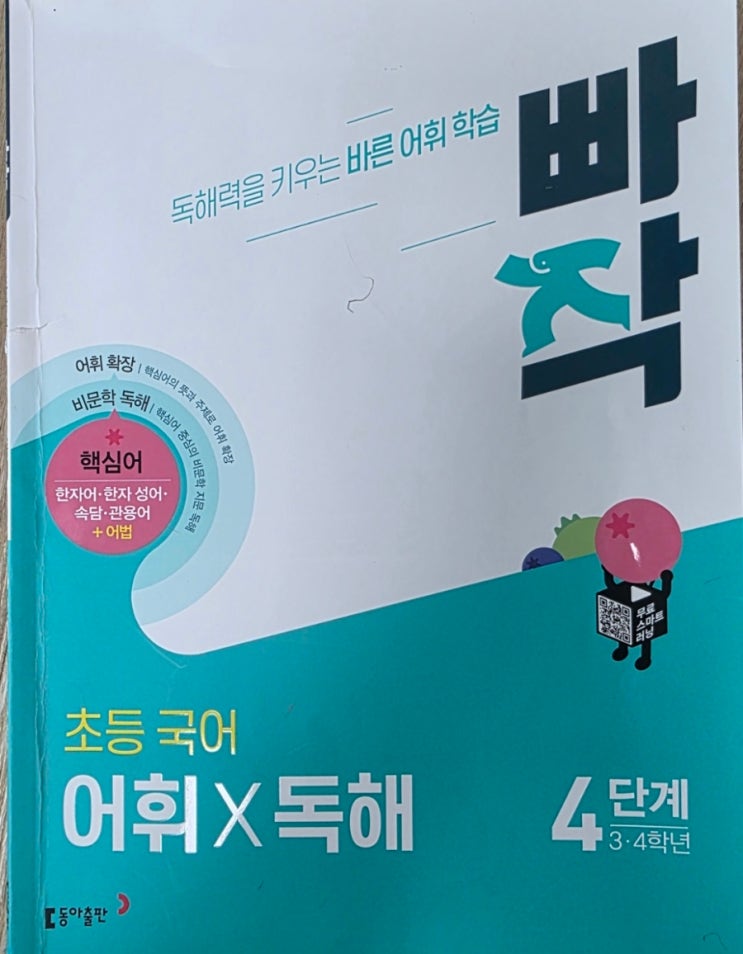 독해력을 키우는 바른 어휘 학습
빠작
어휘 확장 | 핵심어의 뜻과 주제로 어휘 확장
비문학 독해 | 핵심어 중심의 비문학 지문 독해
핵심어
한자어·한자 성어·
속담·관용어
+ 어법
무료
스마트
러닝
초등 국어
어휘 X 독해
4단계
3·4학년
동아출판